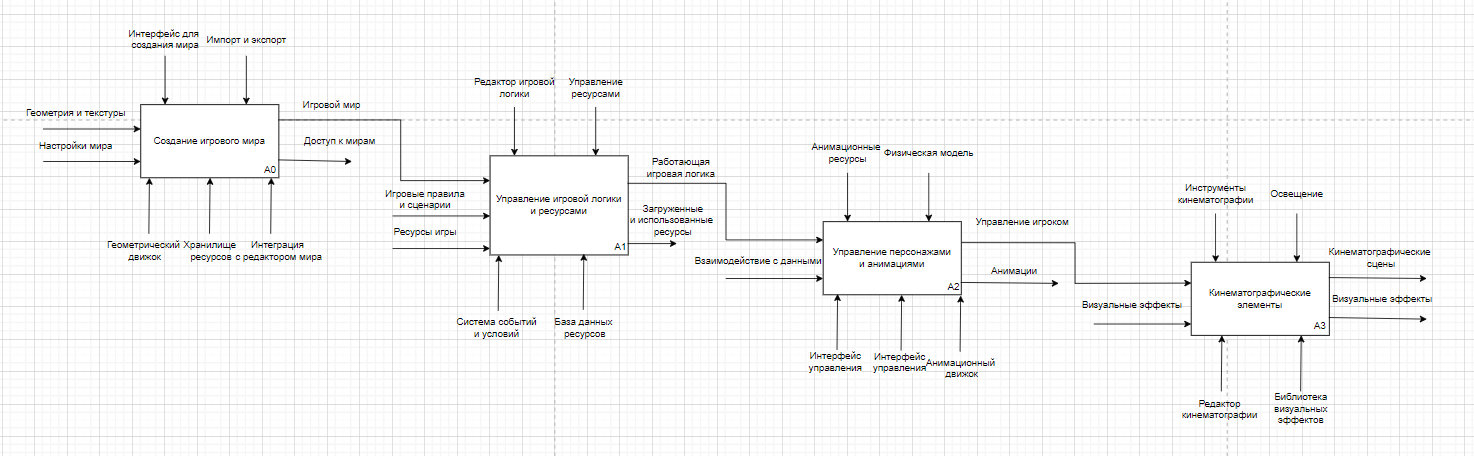 Интерфейс для
создания мира
Импорт и экспорт
Геометрия и текстуры
Настройки мира
Создание игрового мира
A0
Игровой мир
Доступ к мирам
Геометрический
движок
Хранилище
ресурсов
Интеграция
с редактором мира
Редактор игровой
логики
Управление
ресурсами
Игровые правила
и сценарии
Ресурсы игры
Управление игровой логики
и ресурсами
A1
Работающая
игровая логика
Загруженные
и использованные
ресурсы
Система событий
и условий
База данных
ресурсов
Анимационные
ресурсы
Физическая модель
Взаимодействие с данными
Управление персонажами
и анимациями
A2
Управление игроком
Анимации
Интерфейс
управления
Интерфейс
управления
Анимационный
движок
Инструменты
кинематографии
Освещение
Визуальные эффекты
Кинематографические
элементы
A3
Кинематографические
сцены
Визуальные эффекты
Редактор
кинематографии
Библиотека
визуальных
эффектов